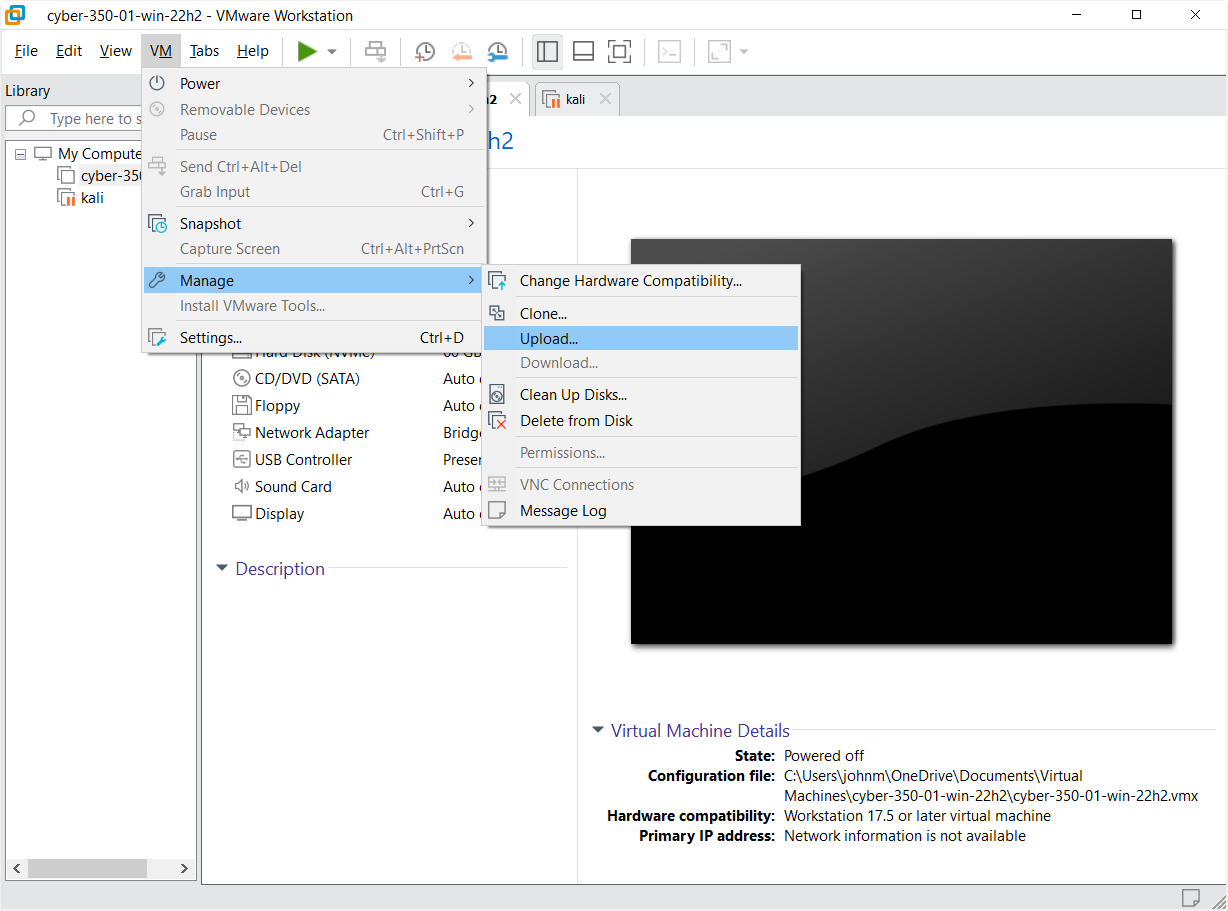 cyber-350-01-win-22h2 - VMware Workstation
File Edit View VM Tabs Help
Library
Type here to s
My Compute
cyber-350
kali
h2 kali
h2
Power
Removable Devices
Pause Ctrl+Shift+P
Send Ctrl+Alt+Del
Grab Input Ctrl+G
Snapshot
Capture Screen Ctrl+Alt+PrtScn
Manage
Install VMware Tools...
Settings... Ctrl+D
Change Hardware Compatibility...
Clone...
Upload...
Download...
Clean Up Disks...
Delete from Disk
Permissions...
VNC Connections
Message Log
Hard Disk (NVMe) 60 GB
CD/DVD (SATA) Auto
Floppy Auto
Network Adapter Bridge
USB Controller Presen
Sound Card Auto
Display Auto
Description
Virtual Machine Details
State: Powered off
Configuration file: C:\Users\johnm\OneDrive\Documents\Virtual
Machines\cyber-350-01-win-22h2\cyber-350-01-win-22h2.vmx
Hardware compatibility: Workstation 17.5 or later virtual machine
Primary IP address: Network information is not available